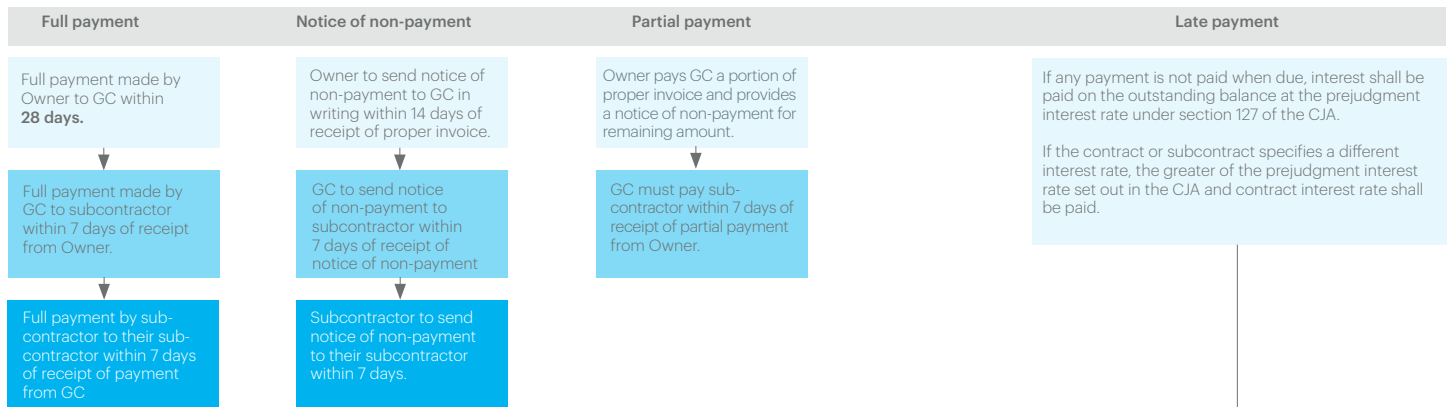 Full payment
Notice of non-payment
Partial payment
Late payment
Full payment made by
Owner to GC within
28 days.
Full payment made by
GC to subcontractor
within 7 days of receipt
from Owner.
Full payment by sub-
contractor to their sub-
contractor within 7 days
of receipt of payment
from GC
Owner to send notice of
non-payment to GC in
writing within 14 days of
receipt of proper invoice.
GC to send notice
of non-payment to
subcontractor within
7 days of receipt of
notice of non-payment
Subcontractor to send
notice of non-payment
to their subcontractor
within 7 days.
Owner pays GC a portion of
proper invoice and provides
a notice of non-payment for
remaining amount.
GC must pay sub-
contractor within 7 days of
receipt of partial payment
from Owner.
If any payment is not paid when due, interest shall be
paid on the outstanding balance at the prejudgment
interest rate under section 127 of the CJA.
If the contract or subcontract specifies a different
interest rate, the greater of the prejudgment interest
rate set out in the CJA and contract interest rate shall
be paid.